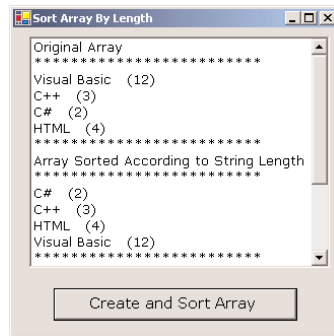 Sort Array By Length
Original Array
**************************
Visual Basic (12)
C++ (3)
C# (2)
HTML (4)
**************************
Array Sorted According to String Length
**************************
C# (2)
C++ (3)
HTML (4)
Visual Basic (12)
**************************
Create and Sort Array